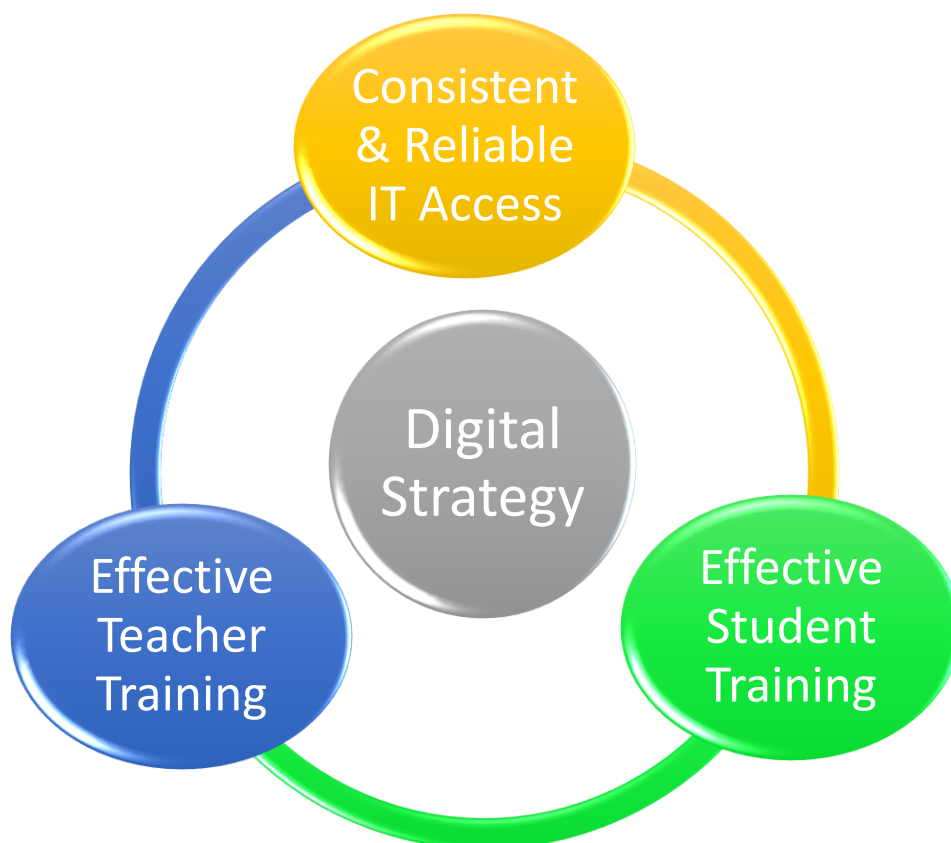 Consistent
& Reliable
IT Access
Digital
Strategy
Effective
Teacher
Training
Effective
Student
Training